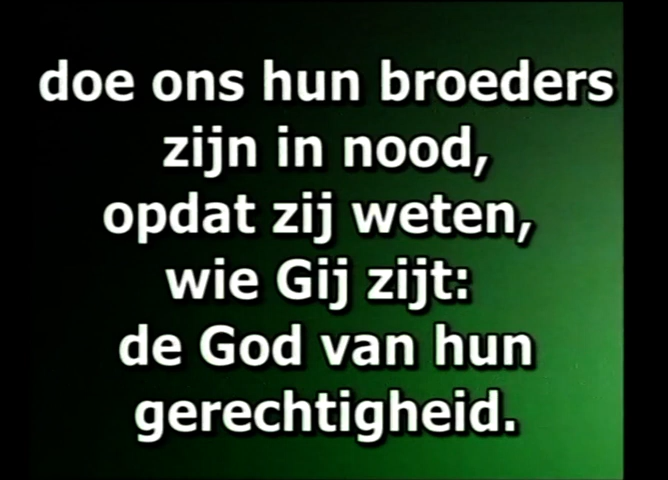 doe ons hun broeders
zijn in nood,
opdat zij weten,
wie Gij zijt:
de God van hun
gerechtigheid.